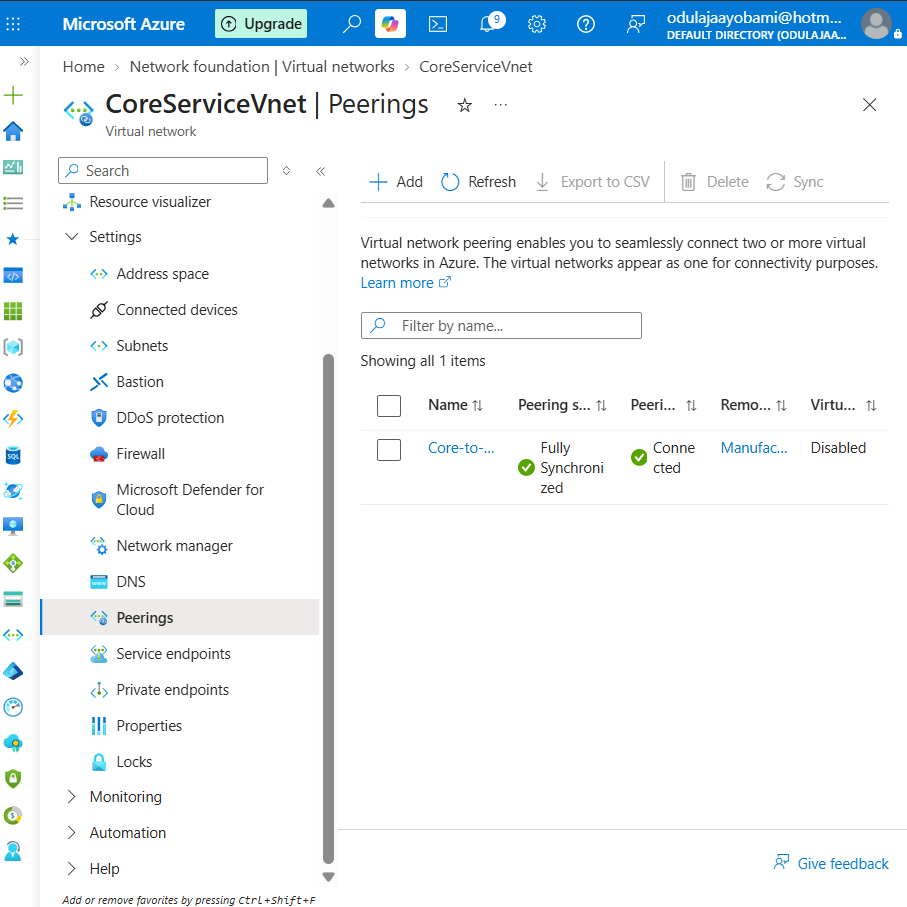 Microsoft Azure
Upgrade
9
odulajaayobami@hotm...
DEFAULT DIRECTORY (ODULAJAA...
Home > Network foundation | Virtual networks > CoreServiceVnet
CoreServiceVnet | Peerings
Virtual network
Search
Add
Refresh
Export to CSV
Delete
Sync
Resource visualizer
Settings
Address space
Connected devices
Subnets
Bastion
DDoS protection
Firewall
Microsoft Defender for
Cloud
Network manager
DNS
Peerings
Service endpoints
Private endpoints
Properties
Locks
Monitoring
Automation
Help
Add or remove favorites by pressing Ctrl+Shift+F
Virtual network peering enables you to seamlessly connect two or more virtual
networks in Azure. The virtual networks appear as one for connectivity purposes.
Learn more
Filter by name...
Showing all 1 items
Name Peering s... Peeri... Remo... Virtu...
Core-to-... Fully Synchroni zed Conne cted Manufac... Disabled
Give feedback